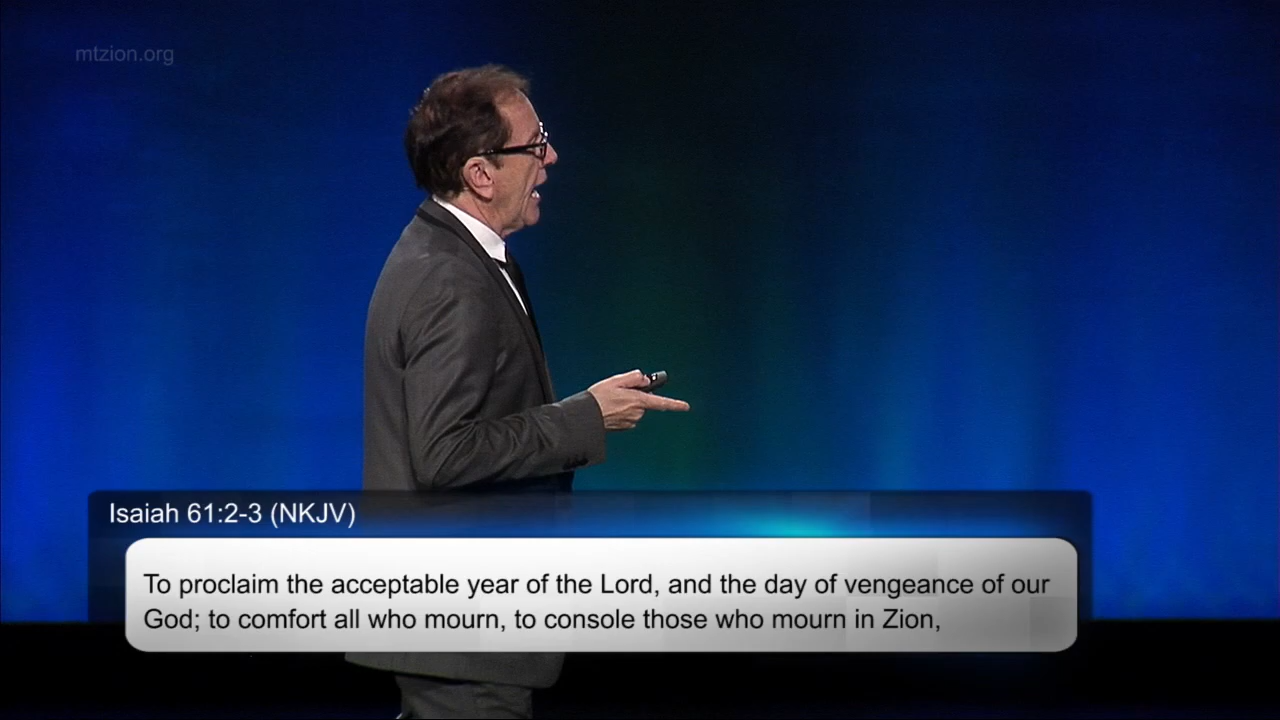 mtzion.org
Isaiah 61:2-3 (NKJV)
To proclaim the acceptable year of the Lord, and the day of vengeance of our
God; to comfort all who mourn, to console those who mourn in Zion,